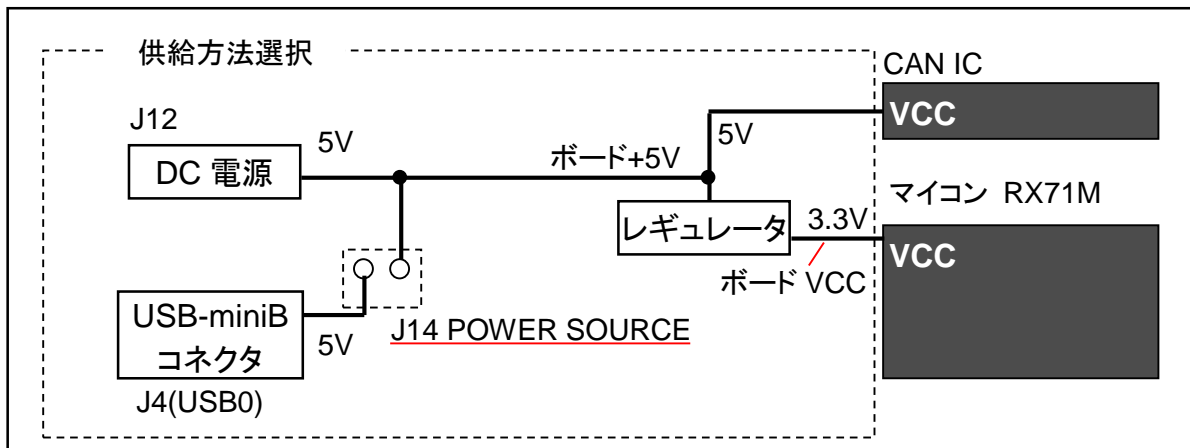 供給方法選択
CAN IC
VCC
J12
5V
DC 電源
ボード+5V
5V
マイコン RX71M
レギュレータ
3.3V
VCC
ボード VCC
USB-miniB
コネクタ
5V
J14 POWER SOURCE
J4(USB0)